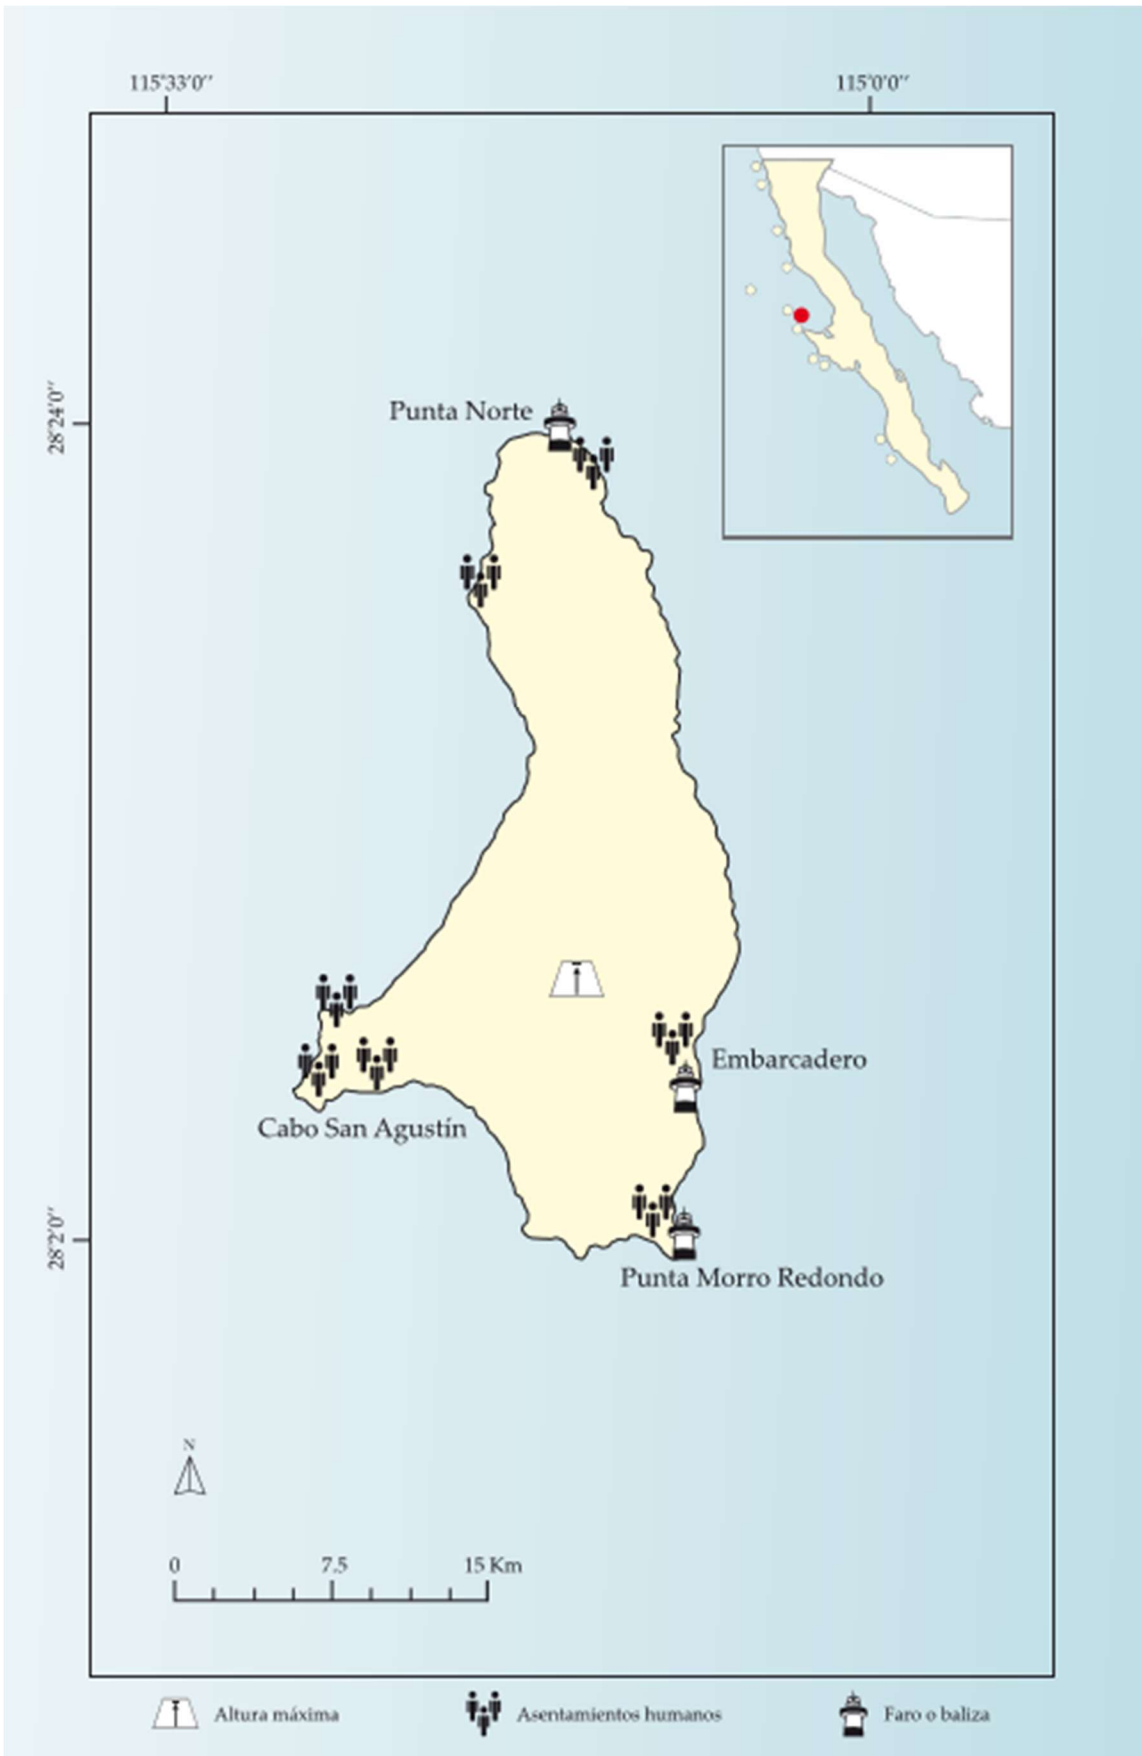 115°33'0'' 115°0'0''
28°24'0''
Punta Norte
Embarcadero
Cabo San Agustín
28°2'0''
Punta Morro Redondo
N
0 7.5 15 Km
Altura máxima Asentamientos humanos Faro o baliza